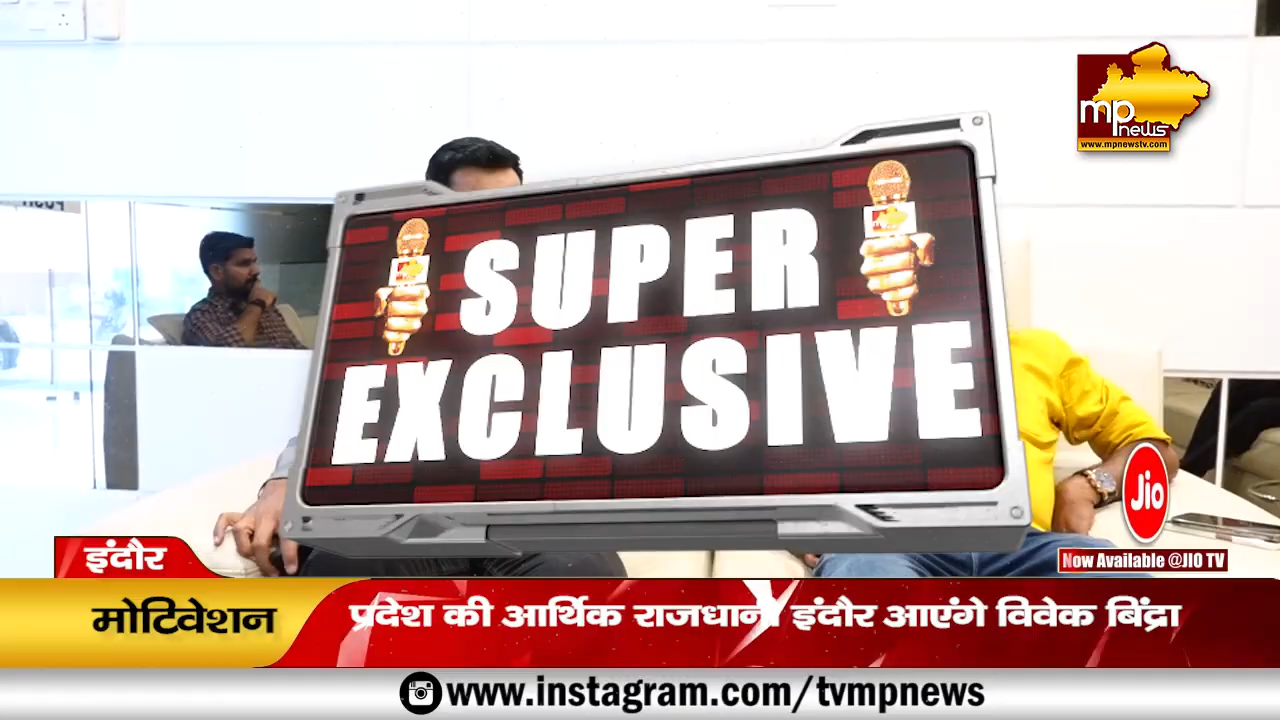 mp
news
www.mpnewstv.com
SUPER
EXCLUSIVE
Jio
Now Available @JIO TV
इंदौर
मोटिवेशन
प्रदेश की आर्थिक राजधानी इंदौर आएंगे विवेक बिंद्रा
www.instagram.com/tvmpnews